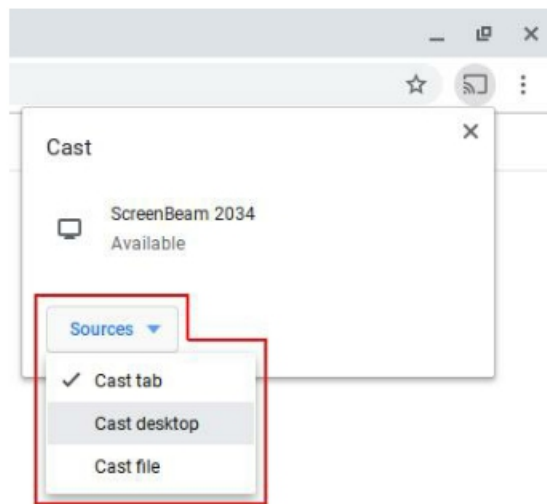 Cast
ScreenBeam 2034
Available
Sources
Cast tab
Cast desktop
Cast file